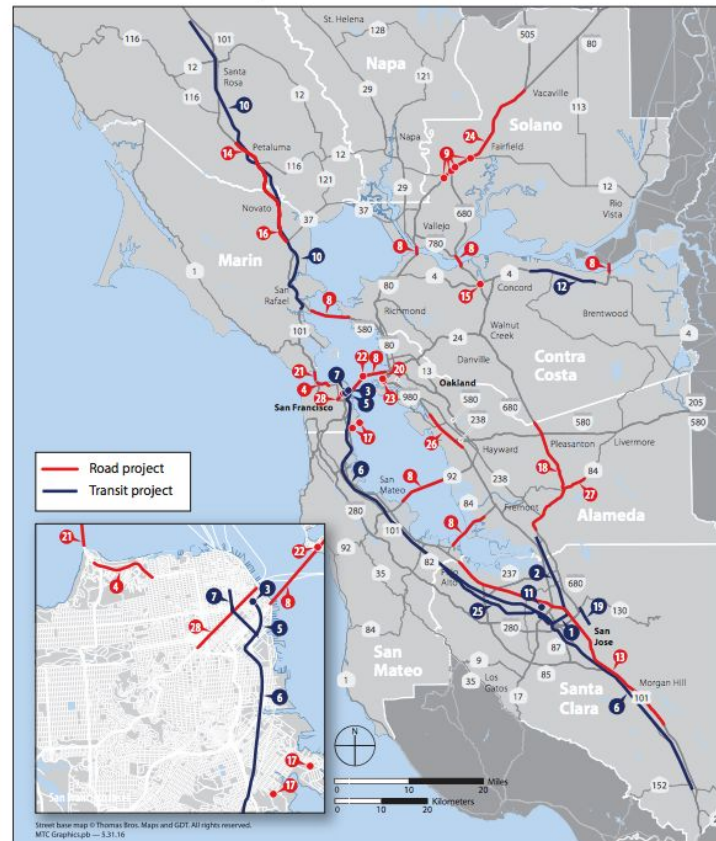 St. Helena
116
101
128
505
80
Napa
12
Santa
Rosa
29
121
Vacaville
116
12
10
Solano
113
24
14
Petaluma
12
Napa
9
Fairfield
116
121
29
12
Novato
37
37
680
Rio
Vista
Vallejo
16
780
8
8
8
Marin
10
4
4
1
80
Concord
12
San
Rafael
8
15
Brentwood
Richmond
Walnut
Creek
101
580
4
24
Contra
Costa
22
8
80
20
Danville
7
13
21
3
Oakland
4
980
580
680
205
28
5
23
238
580
580
San Francisco
17
26
Pleasanton
Livermore
Hayward
Road project
Transit project
6
92
18
84
San
Mateo
8
238
27
84
Fremont
Alameda
280
8
101
92
82
Palo
Alto
237
2
680
35
11
19
130
25
1
San
Jose
280
84
87
13
San
Mateo
9
85
Morgan Hill
1
35
Los
Gatos
Santa
Clara
101
17
6
152
21
22
4
3
7
8
5
28
6
17
17
N
0
10
20
Miles
0
10
20
Kilometers
Street base map © Thomas Bros. Maps and GDT. All rights reserved.
MTC Graphics.pb — 5.31.16